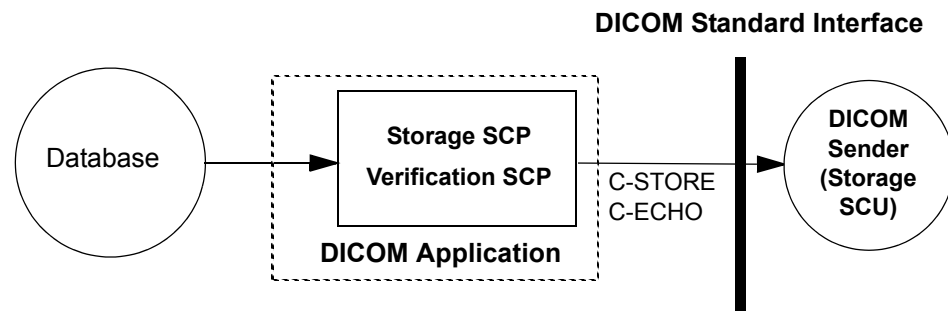 DICOM Standard Interface
Database
Storage SCP
Verification SCP
DICOM Application
C-STORE
C-ECHO
DICOM
Sender
(Storage
SCU)